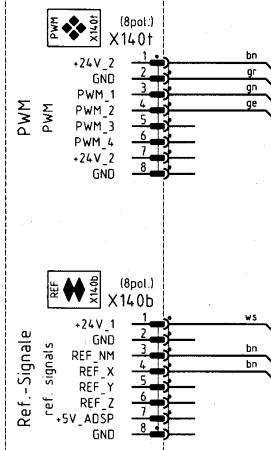 PWM
X140t
(8pol.)
X140t
PWM
PWM
+24V_2 1 bn
GND 2 gr
PWM_1 3 gn
PWM_2 4 ge
PWM_3 5
PWM_4 6
+24V_2 7
GND 8
REF
X140b
(8pol.)
X140b
Ref.-Signale
ref. signals
+24V_1 1 ws
GND 2
REF_NM 3 bn
REF_X 4 bn
REF_Y 5
REF_Z 6
+5V_ADSP 7
GND 8